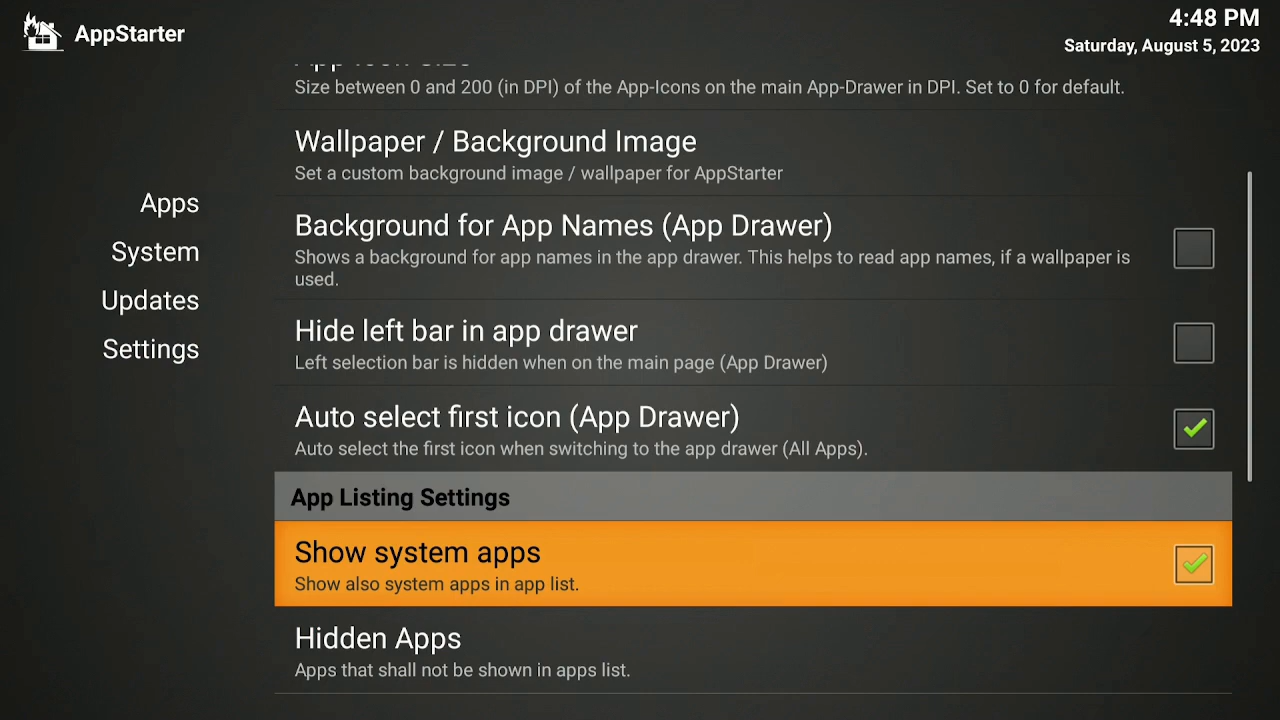 AppStarter
4:48 PM
Saturday, August 5, 2023
App Icon Size
Size between 0 and 200 (in DPI) of the App-Icons on the main App-Drawer in DPI. Set to 0 for default.
Wallpaper / Background Image
Set a custom background image / wallpaper for AppStarter
Apps
System
Updates
Settings
Background for App Names (App Drawer)
Shows a background for app names in the app drawer. This helps to read app names, if a wallpaper is
used.
Hide left bar in app drawer
Left selection bar is hidden when on the main page (App Drawer)
Auto select first icon (App Drawer)
Auto select the first icon when switching to the app drawer (All Apps).
App Listing Settings
Show system apps
Show also system apps in app list.
Hidden Apps
Apps that shall not be shown in apps list.